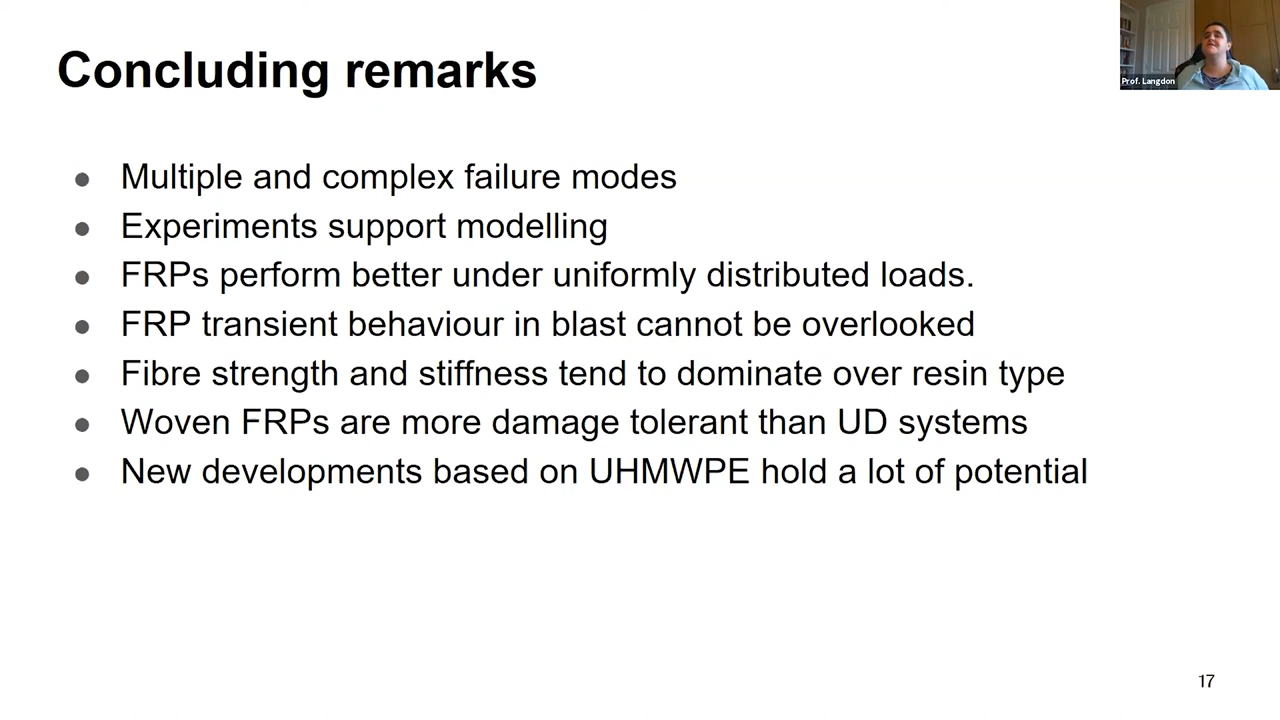 Concluding remarks
Prof. Langdon
● Multiple and complex failure modes
● Experiments support modelling
● FRPs perform better under uniformly distributed loads.
● FRP transient behaviour in blast cannot be overlooked
● Fibre strength and stiffness tend to dominate over resin type
● Woven FRPs are more damage tolerant than UD systems
● New developments based on UHMWPE hold a lot of potential
17